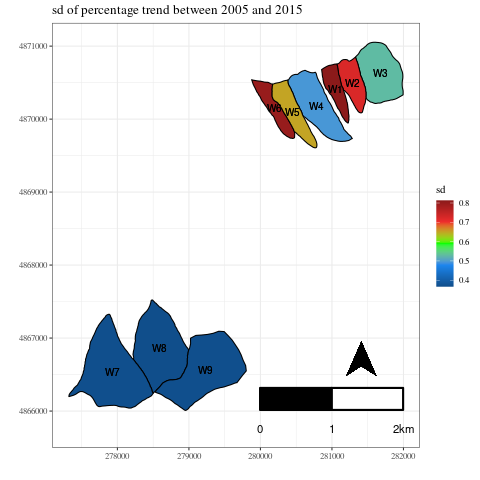 sd of percentage trend between 2005 and 2015
4871000
4870000
4869000
4868000
4867000
4866000
W3
W2
W1
W4
W6
W5
W8
W9
W7
sd
0.8
0.7
0.6
0.5
0.4
0 1 2km
278000 279000 280000 281000 282000